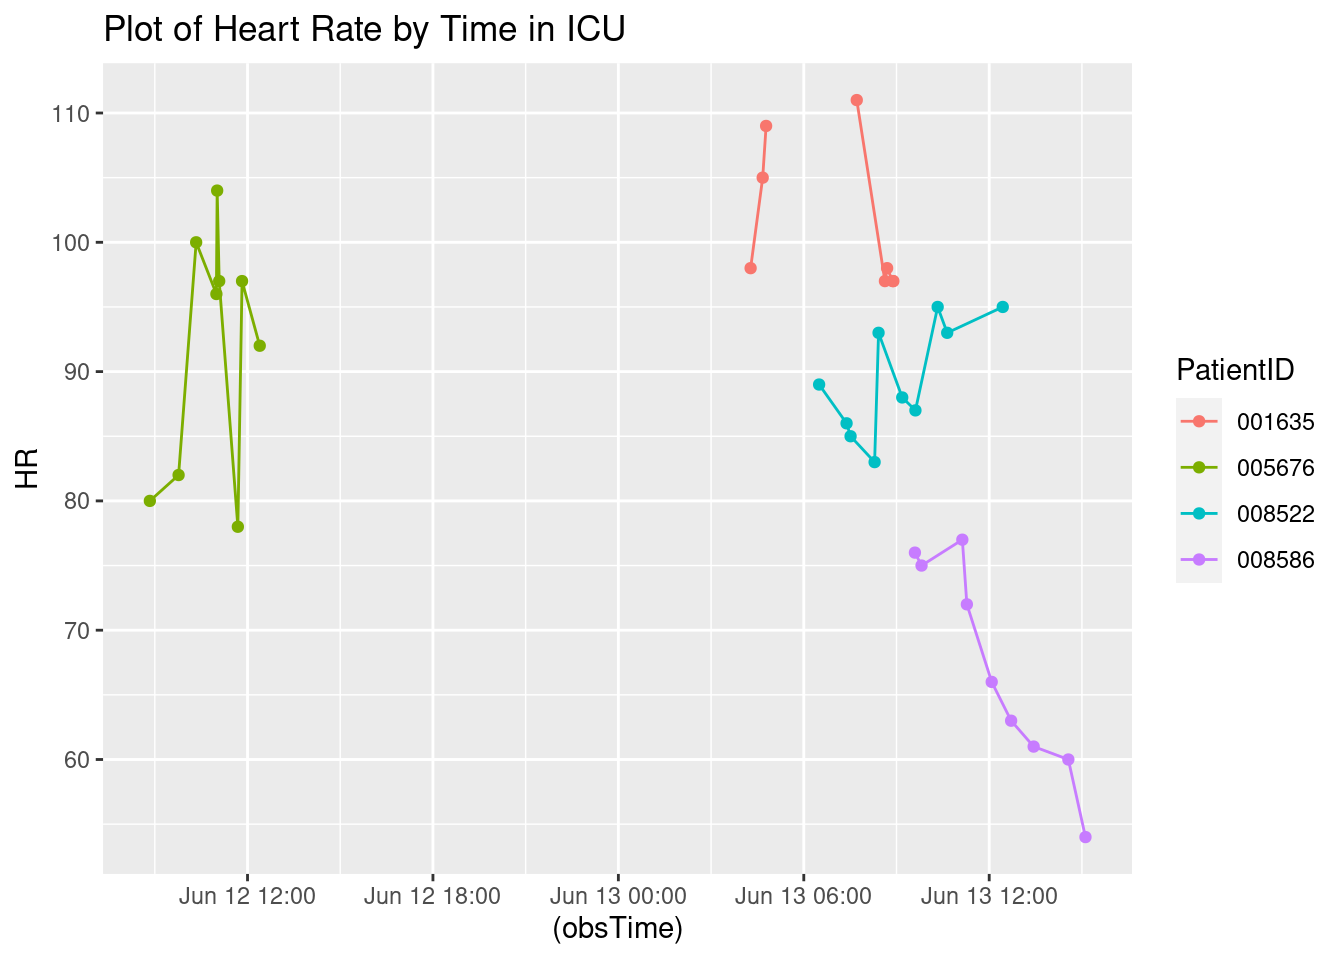 Plot of Heart Rate by Time in ICU
110
100
90
80
70
60
HR
Jun 12 12:00
Jun 12 18:00
Jun 13 00:00
Jun 13 06:00
Jun 13 12:00
(obsTime)
PatientID
001635
005676
008522
008586